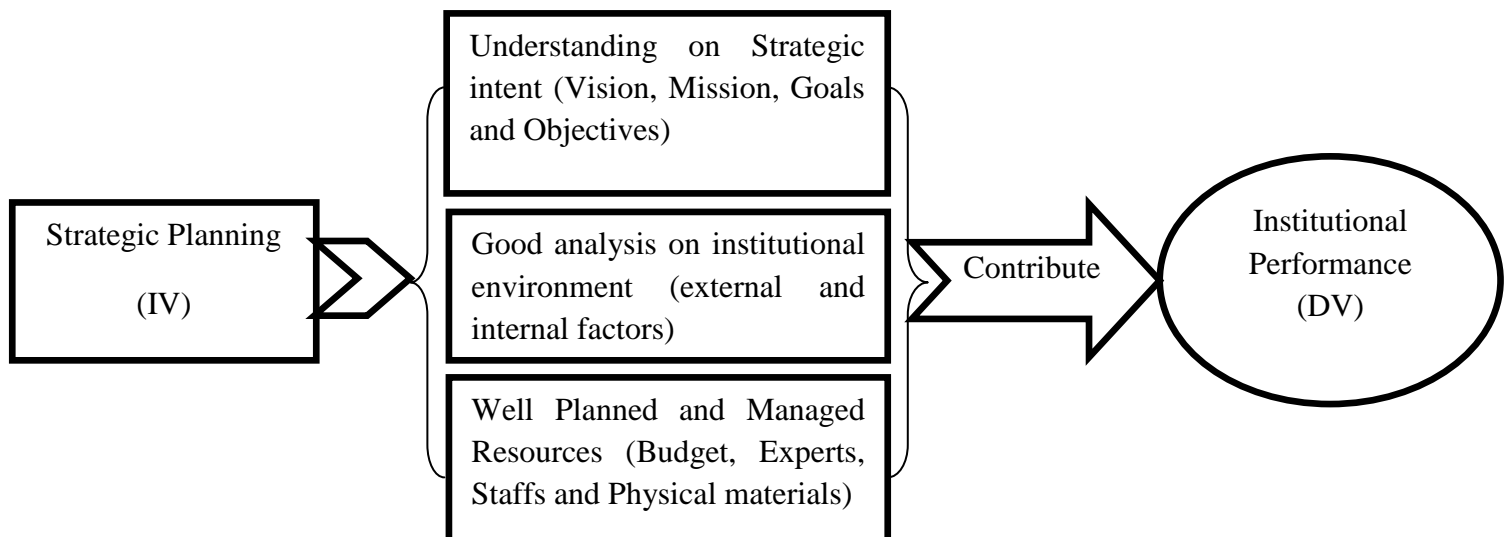 Strategic Planning
(IV)
Understanding on Strategic
intent (Vision, Mission, Goals
and Objectives)
Good analysis on institutional
environment (external and
internal factors)
Well Planned and Managed
Resources (Budget, Experts,
Staffs and Physical materials)
Contribute
Institutional
Performance
(DV)